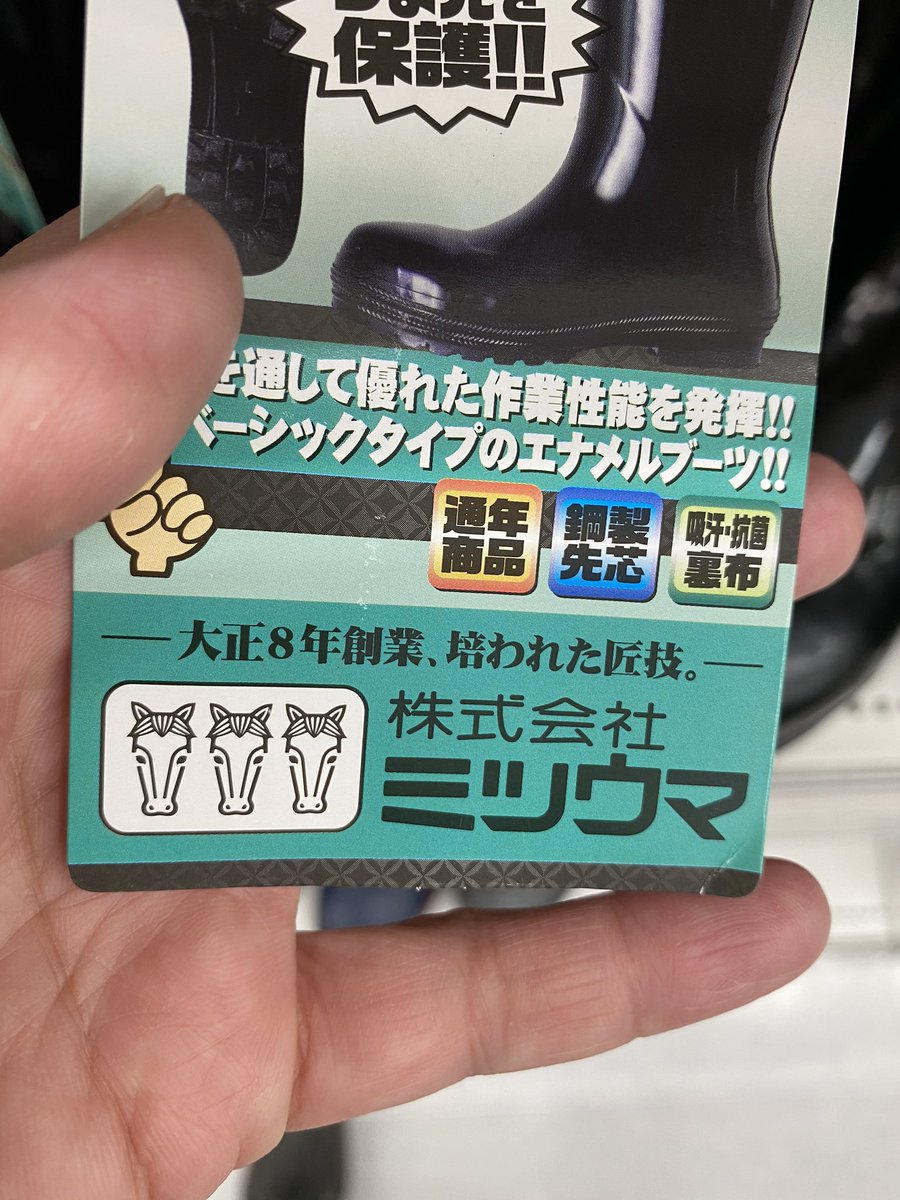 保護!!
を通して優れた作業性能を発揮!!
ベーシックタイプのエナメルブーツ!!
通年
商品
鋼製
先芯
吸汗・抗菌
裏布
大正8年創業、培われた匠技。
株式会社
ミツウマ